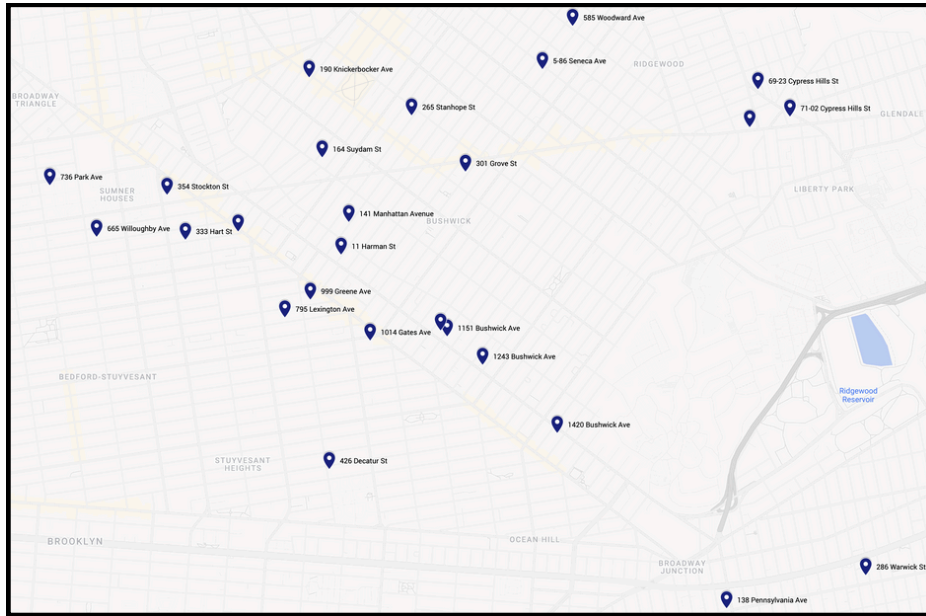 585 Woodward Ave
5-86 Seneca Ave
RIDGEWOOD
190 Knickerbocker Ave
69-23 Cypress Hills St
BROADWAY
TRIANGLE
265 Stanhope St
71-02 Cypress Hills St
GLENDALE
164 Suydam St
301 Grove St
736 Park Ave
354 Stockton St
SUMNER
HOUSES
LIBERTY PARK
141 Manhattan Avenue
BUSHWICK
665 Willoughby Ave
333 Hart St
11 Harman St
999 Greene Ave
795 Lexington Ave
1014 Gates Ave
1151 Bushwick Ave
1243 Bushwick Ave
BEDFORD-STUYVESANT
Ridgewood
Reservoir
1420 Bushwick Ave
STUYVESANT
HEIGHTS
426 Decatur St
BROOKLYN
OCEAN HILL
BROADWAY
JUNCTION
286 Warwick St
138 Pennsylvania Ave